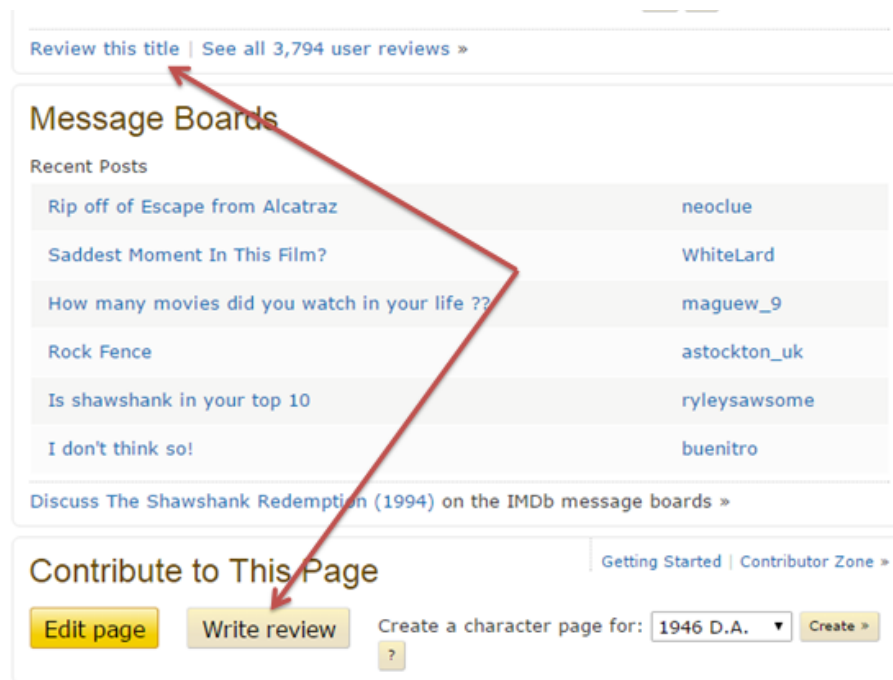 Review this title | See all 3,794 user reviews »
Message Boards
Recent Posts
Rip off of Escape from Alcatraz neoclue
Saddest Moment In This Film? WhiteLard
How many movies did you watch in your life ?? maguew_9
Rock Fence astockton_uk
Is shawshank in your top 10 ryleysawsome
I don't think so! buenitro
Discuss The Shawshank Redemption (1994) on the IMDb message boards »
Contribute to This Page
Getting Started | Contributor Zone »
Edit page Write review Create a character page for: 1946 D.A. ▼ Create »
?